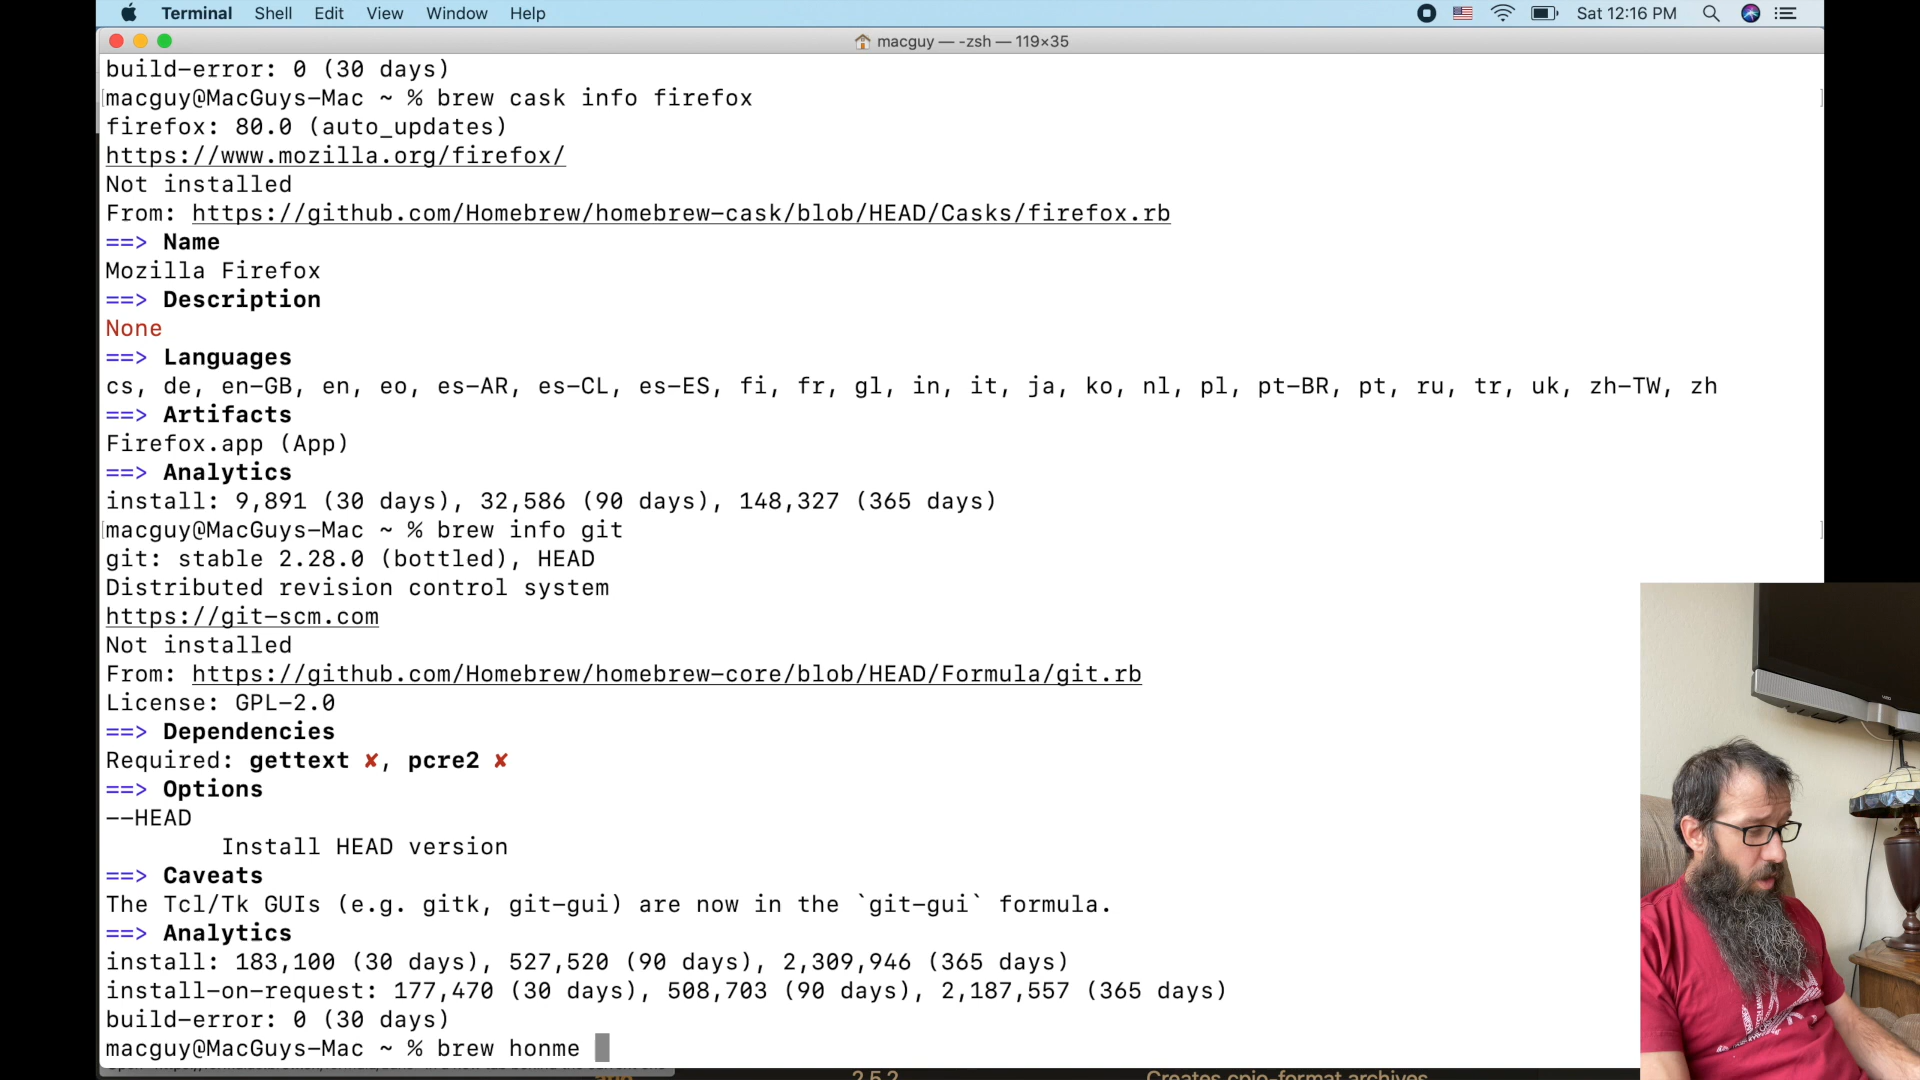 Terminal Shell Edit View Window Help Sat 12:16 PM
macguy — -zsh — 119×35
build-error: 0 (30 days)
macguy@MacGuys-Mac ~ % brew cask info firefox
firefox: 80.0 (auto_updates)
https://www.mozilla.org/firefox/
Not installed
From: https://github.com/Homebrew/homebrew-cask/blob/HEAD/Casks/firefox.rb
==> Name
Mozilla Firefox
==> Description
None
==> Languages
cs, de, en-GB, en, eo, es-AR, es-CL, es-ES, fi, fr, gl, in, it, ja, ko, nl, pl, pt-BR, pt, ru, tr, uk, zh-TW, zh
==> Artifacts
Firefox.app (App)
==> Analytics
install: 9,891 (30 days), 32,586 (90 days), 148,327 (365 days)
macguy@MacGuys-Mac ~ % brew info git
git: stable 2.28.0 (bottled), HEAD
Distributed revision control system
https://git-scm.com
Not installed
From: https://github.com/Homebrew/homebrew-core/blob/HEAD/Formula/git.rb
License: GPL-2.0
==> Dependencies
Required: gettext ✘, pcre2 ✘
==> Options
--HEAD
Install HEAD version
==> Caveats
The Tcl/Tk GUIs (e.g. gitk, git-gui) are now in the `git-gui` formula.
==> Analytics
install: 183,100 (30 days), 527,520 (90 days), 2,309,946 (365 days)
install-on-request: 177,470 (30 days), 508,703 (90 days), 2,187,557 (365 days)
build-error: 0 (30 days)
macguy@MacGuys-Mac ~ % brew honme
2.5.2 Creates cpio-format archives